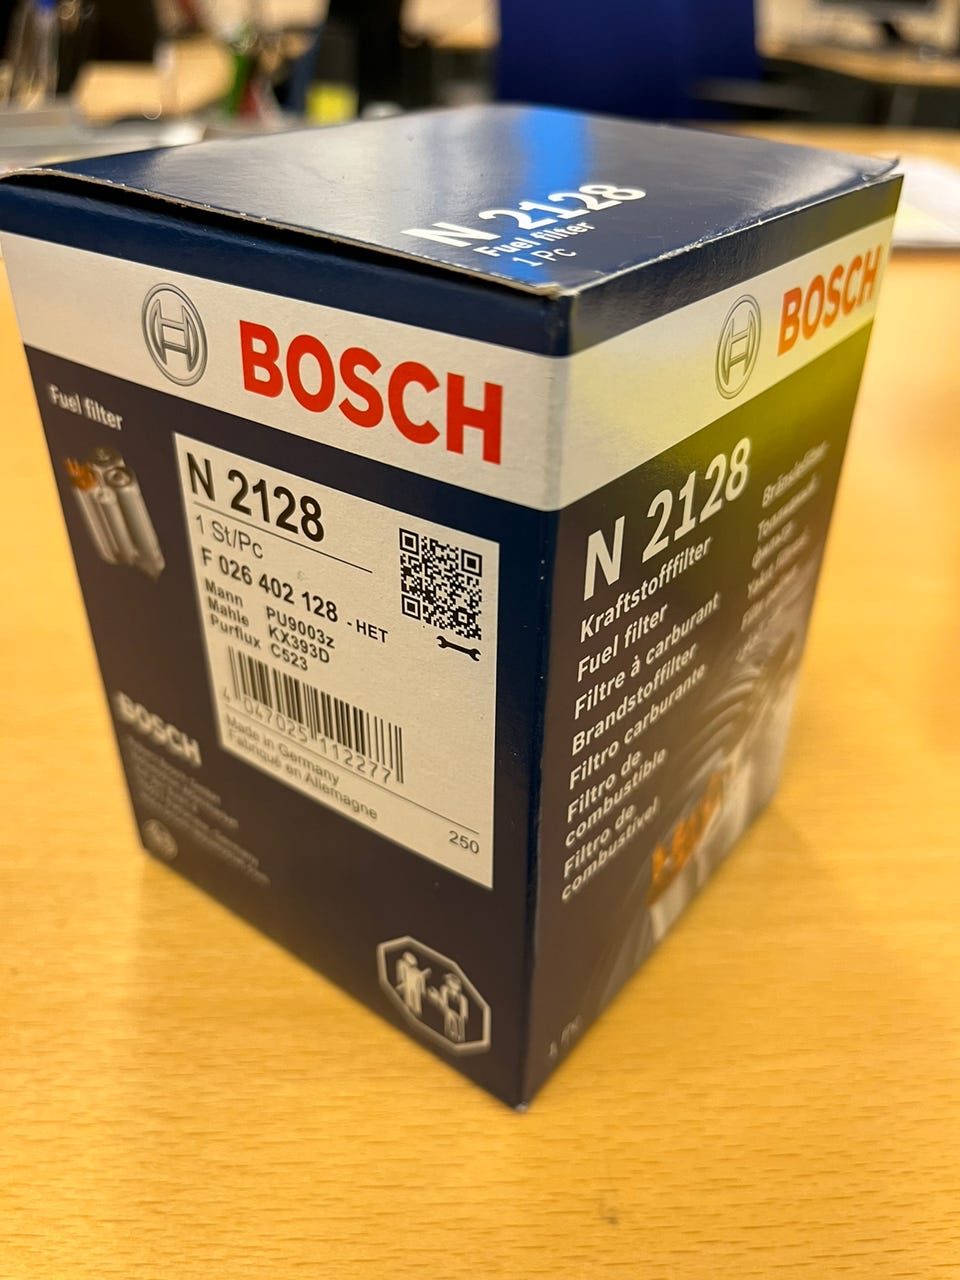 N 2128
Fuel filter
1 Pc
BOSCH
Fuel filter
N 2128
1 St/Pc
F 026 402 128 - HET
Mann PU9003z
Mahle KX393D
Purflux C523
4 047025 112277
Made in Germany
Fabriqué en Allemagne
250
BOSCH
BOSCH
N 2128
Kraftstofffilter
Fuel filter
Filtre à carburant
Brandstoffilter
Filtro carburante
Filtro de
combustible
Filtro de
combustível
Bränslefilter